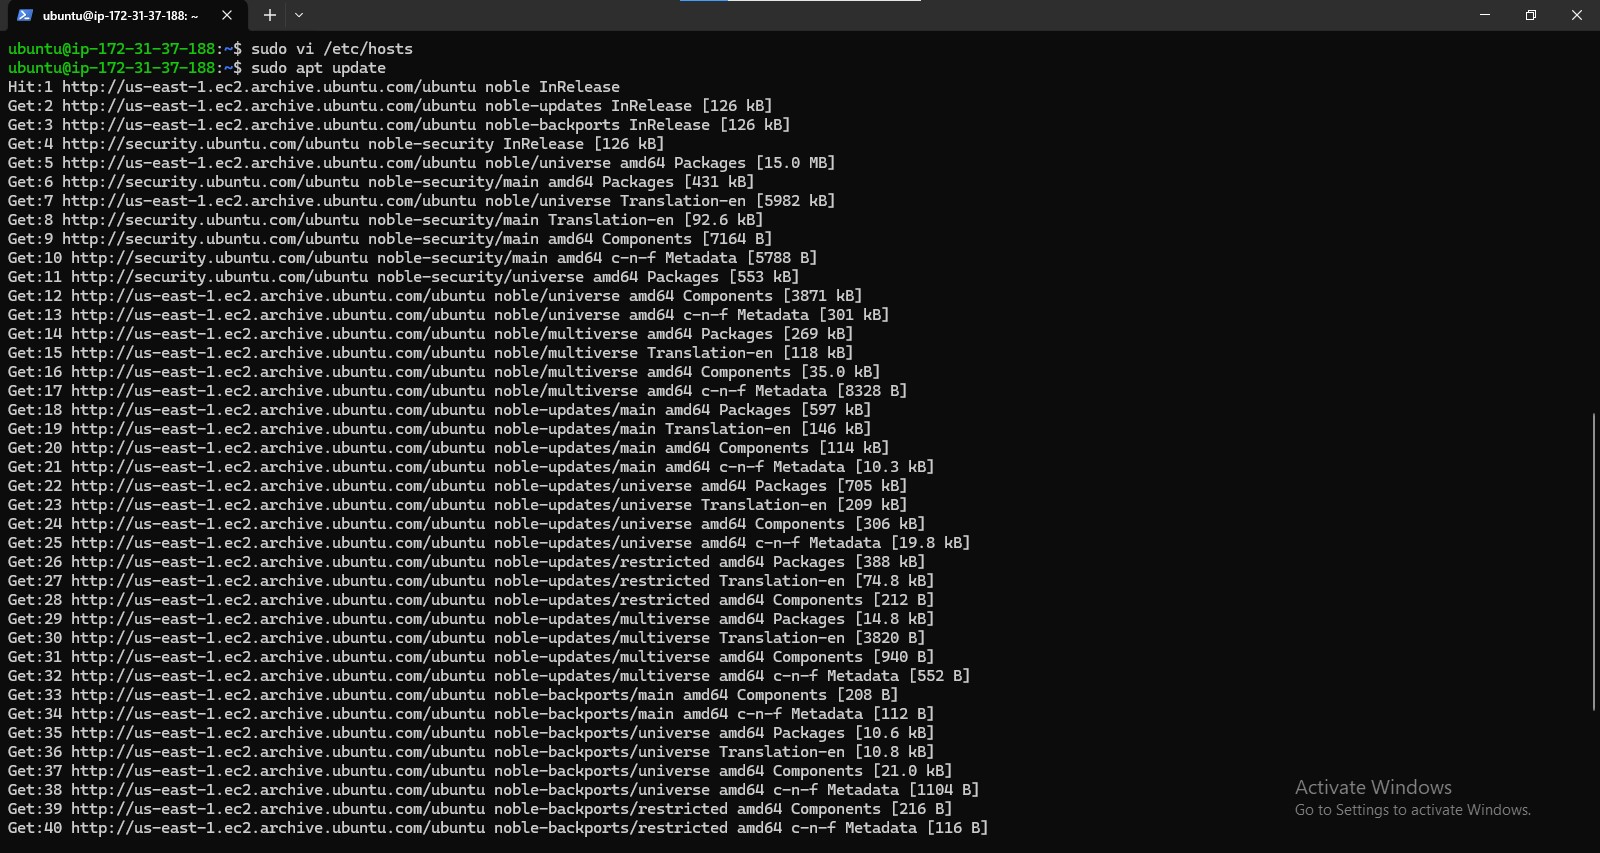 ubuntu@ip-172-31-37-188: ~
ubuntu@ip-172-31-37-188:~$ sudo vi /etc/hosts
ubuntu@ip-172-31-37-188:~$ sudo apt update
Hit:1 http://us-east-1.ec2.archive.ubuntu.com/ubuntu noble InRelease
Get:2 http://us-east-1.ec2.archive.ubuntu.com/ubuntu noble-updates InRelease [126 kB]
Get:3 http://us-east-1.ec2.archive.ubuntu.com/ubuntu noble-backports InRelease [126 kB]
Get:4 http://security.ubuntu.com/ubuntu noble-security InRelease [126 kB]
Get:5 http://us-east-1.ec2.archive.ubuntu.com/ubuntu noble/universe amd64 Packages [15.0 MB]
Get:6 http://security.ubuntu.com/ubuntu noble-security/main amd64 Packages [431 kB]
Get:7 http://us-east-1.ec2.archive.ubuntu.com/ubuntu noble/universe Translation-en [5982 kB]
Get:8 http://security.ubuntu.com/ubuntu noble-security/main Translation-en [92.6 kB]
Get:9 http://security.ubuntu.com/ubuntu noble-security/main amd64 Components [7164 B]
Get:10 http://security.ubuntu.com/ubuntu noble-security/main amd64 c-n-f Metadata [5788 B]
Get:11 http://security.ubuntu.com/ubuntu noble-security/universe amd64 Packages [553 kB]
Get:12 http://us-east-1.ec2.archive.ubuntu.com/ubuntu noble/universe amd64 Components [3871 kB]
Get:13 http://us-east-1.ec2.archive.ubuntu.com/ubuntu noble/universe amd64 c-n-f Metadata [301 kB]
Get:14 http://us-east-1.ec2.archive.ubuntu.com/ubuntu noble/multiverse amd64 Packages [269 kB]
Get:15 http://us-east-1.ec2.archive.ubuntu.com/ubuntu noble/multiverse Translation-en [118 kB]
Get:16 http://us-east-1.ec2.archive.ubuntu.com/ubuntu noble/multiverse amd64 Components [35.0 kB]
Get:17 http://us-east-1.ec2.archive.ubuntu.com/ubuntu noble/multiverse amd64 c-n-f Metadata [8328 B]
Get:18 http://us-east-1.ec2.archive.ubuntu.com/ubuntu noble-updates/main amd64 Packages [597 kB]
Get:19 http://us-east-1.ec2.archive.ubuntu.com/ubuntu noble-updates/main Translation-en [146 kB]
Get:20 http://us-east-1.ec2.archive.ubuntu.com/ubuntu noble-updates/main amd64 Components [114 kB]
Get:21 http://us-east-1.ec2.archive.ubuntu.com/ubuntu noble-updates/main amd64 c-n-f Metadata [10.3 kB]
Get:22 http://us-east-1.ec2.archive.ubuntu.com/ubuntu noble-updates/universe amd64 Packages [705 kB]
Get:23 http://us-east-1.ec2.archive.ubuntu.com/ubuntu noble-updates/universe Translation-en [209 kB]
Get:24 http://us-east-1.ec2.archive.ubuntu.com/ubuntu noble-updates/universe amd64 Components [306 kB]
Get:25 http://us-east-1.ec2.archive.ubuntu.com/ubuntu noble-updates/universe amd64 c-n-f Metadata [19.8 kB]
Get:26 http://us-east-1.ec2.archive.ubuntu.com/ubuntu noble-updates/restricted amd64 Packages [388 kB]
Get:27 http://us-east-1.ec2.archive.ubuntu.com/ubuntu noble-updates/restricted Translation-en [74.8 kB]
Get:28 http://us-east-1.ec2.archive.ubuntu.com/ubuntu noble-updates/restricted amd64 Components [212 B]
Get:29 http://us-east-1.ec2.archive.ubuntu.com/ubuntu noble-updates/multiverse amd64 Packages [14.8 kB]
Get:30 http://us-east-1.ec2.archive.ubuntu.com/ubuntu noble-updates/multiverse Translation-en [3820 B]
Get:31 http://us-east-1.ec2.archive.ubuntu.com/ubuntu noble-updates/multiverse amd64 Components [940 B]
Get:32 http://us-east-1.ec2.archive.ubuntu.com/ubuntu noble-updates/multiverse amd64 c-n-f Metadata [552 B]
Get:33 http://us-east-1.ec2.archive.ubuntu.com/ubuntu noble-backports/main amd64 Components [208 B]
Get:34 http://us-east-1.ec2.archive.ubuntu.com/ubuntu noble-backports/main amd64 c-n-f Metadata [112 B]
Get:35 http://us-east-1.ec2.archive.ubuntu.com/ubuntu noble-backports/universe amd64 Packages [10.6 kB]
Get:36 http://us-east-1.ec2.archive.ubuntu.com/ubuntu noble-backports/universe Translation-en [10.8 kB]
Get:37 http://us-east-1.ec2.archive.ubuntu.com/ubuntu noble-backports/universe amd64 Components [21.0 kB]
Get:38 http://us-east-1.ec2.archive.ubuntu.com/ubuntu noble-backports/universe amd64 c-n-f Metadata [1104 B]
Get:39 http://us-east-1.ec2.archive.ubuntu.com/ubuntu noble-backports/restricted amd64 Components [216 B]
Get:40 http://us-east-1.ec2.archive.ubuntu.com/ubuntu noble-backports/restricted amd64 c-n-f Metadata [116 B]
Activate Windows
Go to Settings to activate Windows.